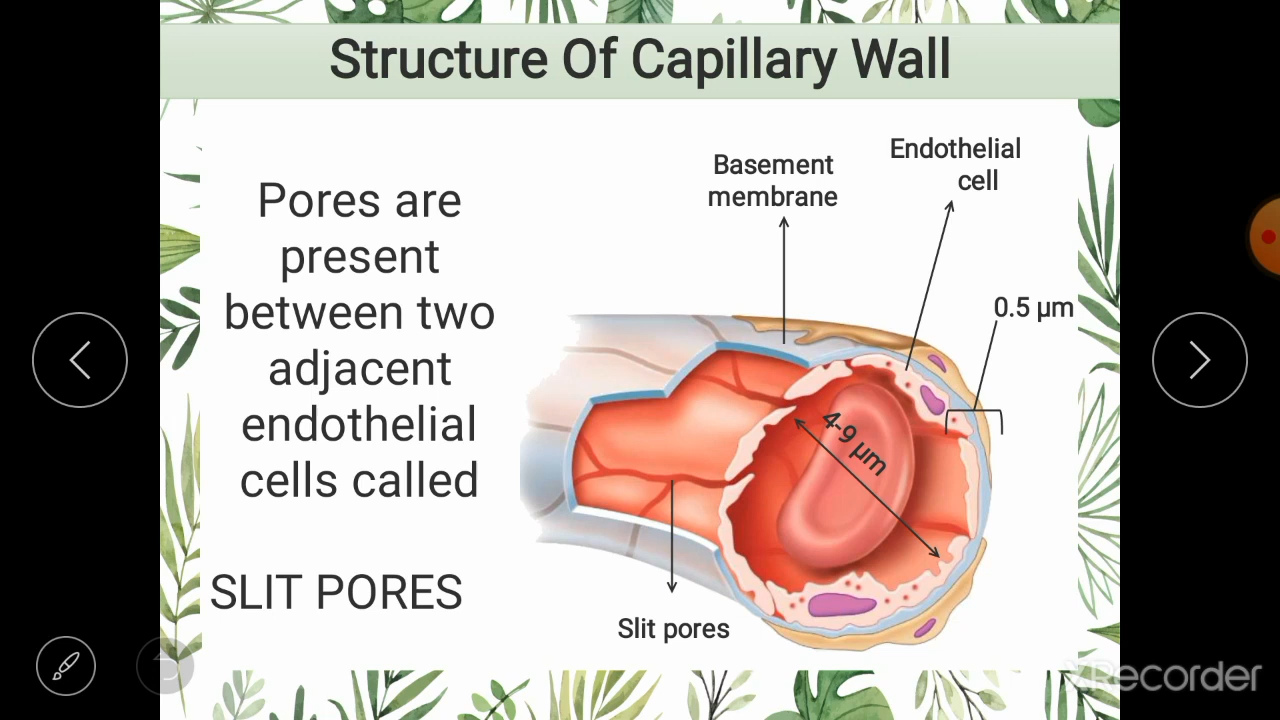 Structure Of Capillary Wall
Pores are
present
between two
adjacent
endothelial
cells called
SLIT PORES
Basement
membrane
Endothelial
cell
0.5 µm
4-9 µm
Slit pores
XRecorder